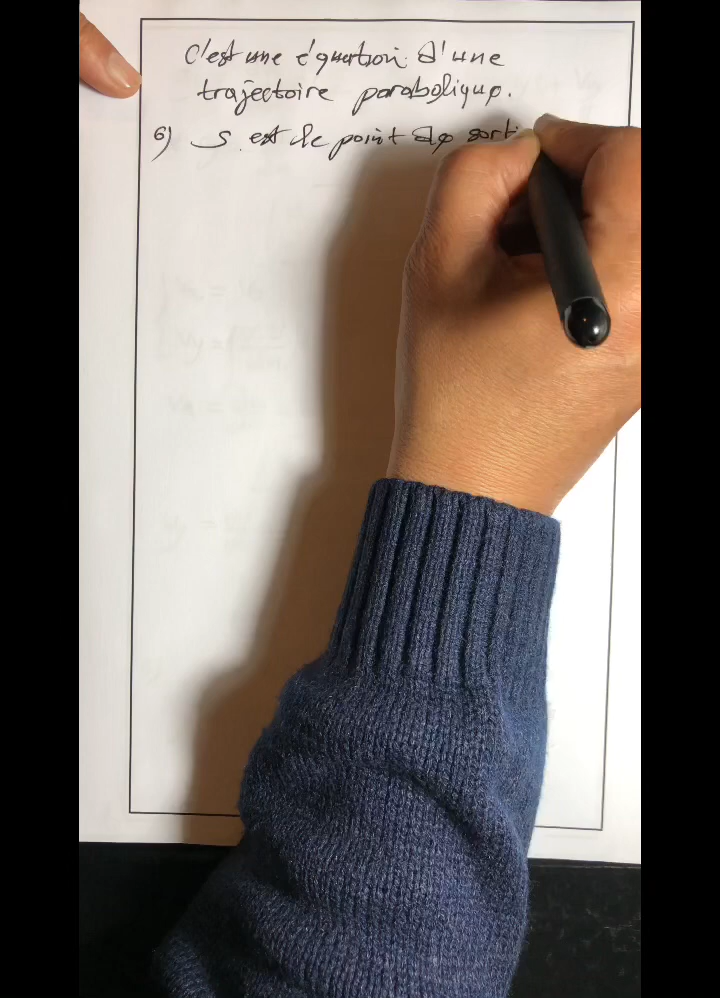 c'est une équation d'une
trajectoire parabolique.
6) S est le point de sorti